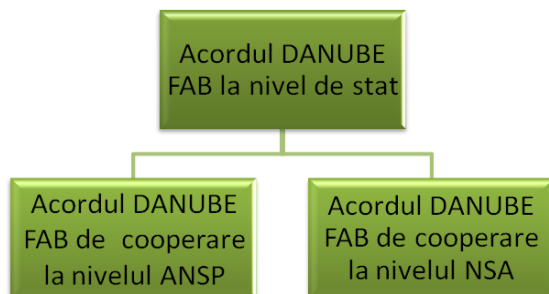 Acordul DANUBE
FAB la nivel de stat
Acordul DANUBE
FAB de cooperare
la nivelul ANSP
Acordul DANUBE
FAB de cooperare
la nivelul NSA